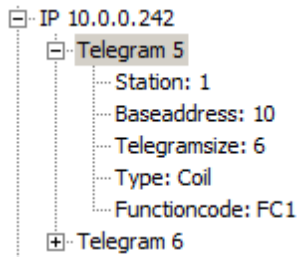 IP 10.0.0.242
Telegram 5
Station: 1
Baseaddress: 10
Telegramsize: 6
Type: Coil
Functioncode: FC1
Telegram 6